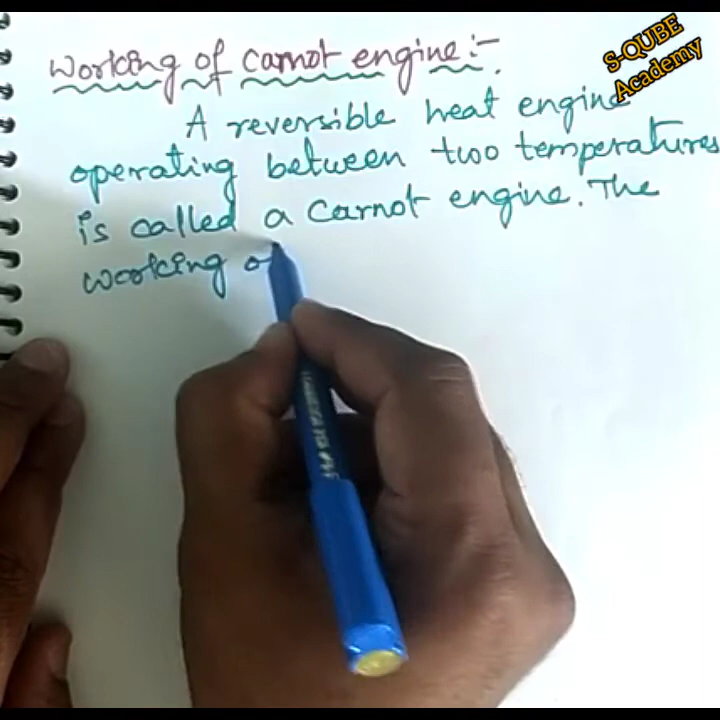 Working of Carnot engine:-
S-QUBE
Academy
A reversible heat engine
operating between two temperatures
is called a Carnot engine. The
working